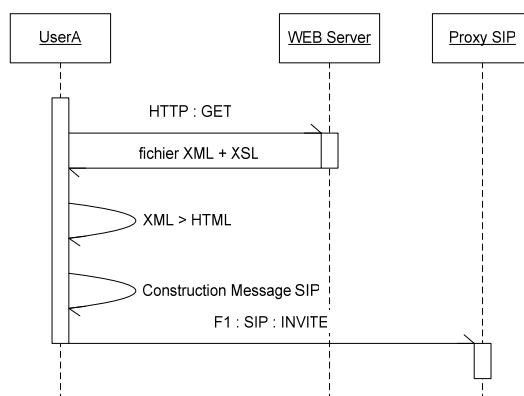 UserA
WEB Server
Proxy SIP
HTTP : GET
fichier XML + XSL
XML > HTML
Construction Message SIP
F1 : SIP : INVITE